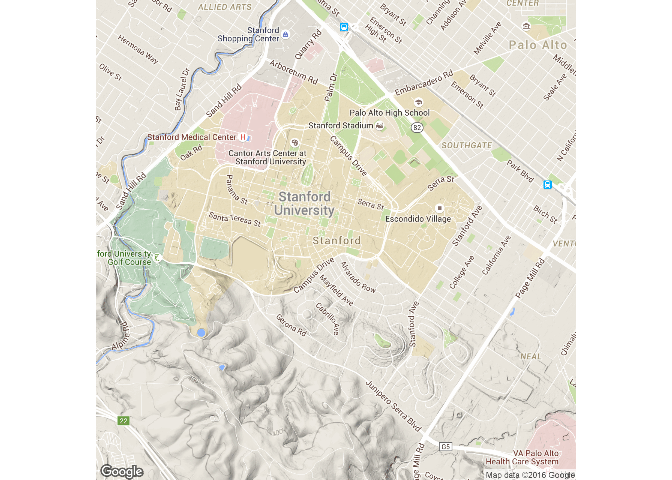 ALLIED ARTS
Bryant St
Channing
Addison Ave
CENTER
Emerson St
High St
Stanford
Shopping Center
Quarry Rd
Melville Ave
Palo Alto
Hermosa Way
Olive St
Bay Laurel Dr
Arboretum Rd
Palm Dr
Embarcadero Rd
Bryant St
Emerson St
Seale
Sand Hill Rd
Palo Alto High School
Stanford Stadium
82
Stanford Medical Center
H
Oak Rd
Cantor Arts Center at
Stanford University
Campus Drive
SOUTHGATE
N California
Park Blvd
Sand Hill Rd
Panama St
Stanford
University
Serra St
Serra St
Santa Teresa St
Escondido Village
Birch St
Stanford Ave
Stanford
VENT
ford University
Golf Course
California Ave
College Ave
Page Mill Rd
Campus Drive
Alvarado Row
Mayfield Ave
Cabrillo Ave
Gerona Rd
Stanford Ave
Alpine Rd
NEAL
Junipero Serra Blvd
22
G5
ge Mill Rd
VA Palo Alto
Health Care System
Google
Map data ©2016 Google